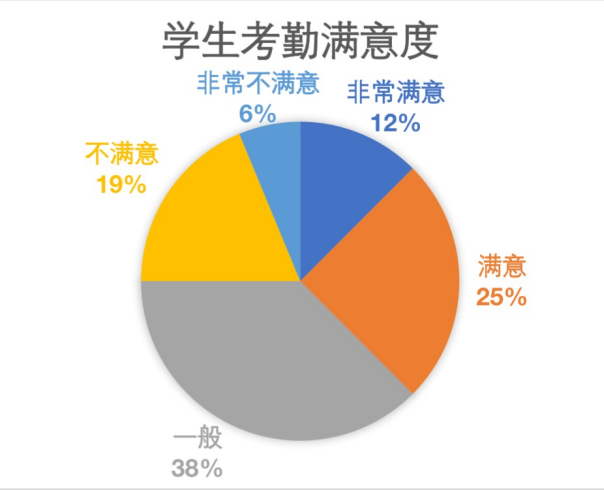 学生考勤满意度
非常不满意
6%
非常满意
12%
不满意
19%
满意
25%
一般
38%